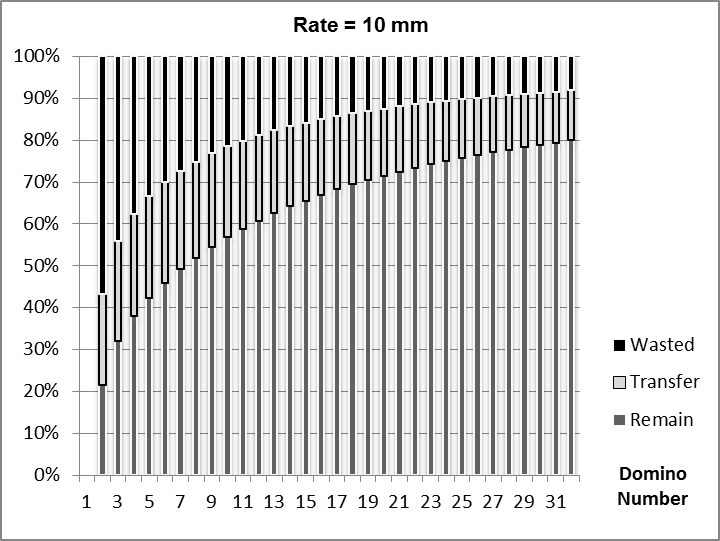 Rate = 10 mm
100%
90%
80%
70%
60%
50%
40%
30%
20%
10%
0%
1 3 5 7 9 11 13 15 17 19 21 23 25 27 29 31
Wasted
Transfer
Remain
Domino
Number